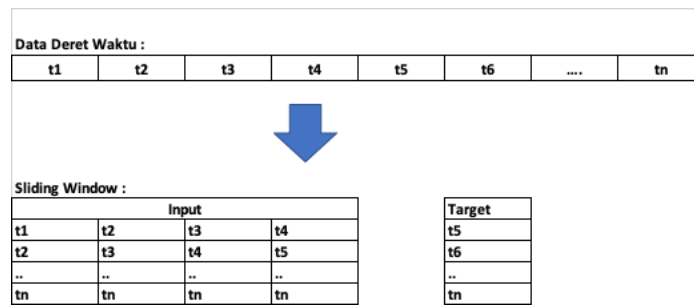 Data Deret Waktu :
t1 t2 t3 t4 t5 t6 .... tn
Sliding Window :
Input Target
t1 t2 t3 t4 t5
t2 t3 t4 t5 t6
.. .. .. .. ..
tn tn tn tn tn